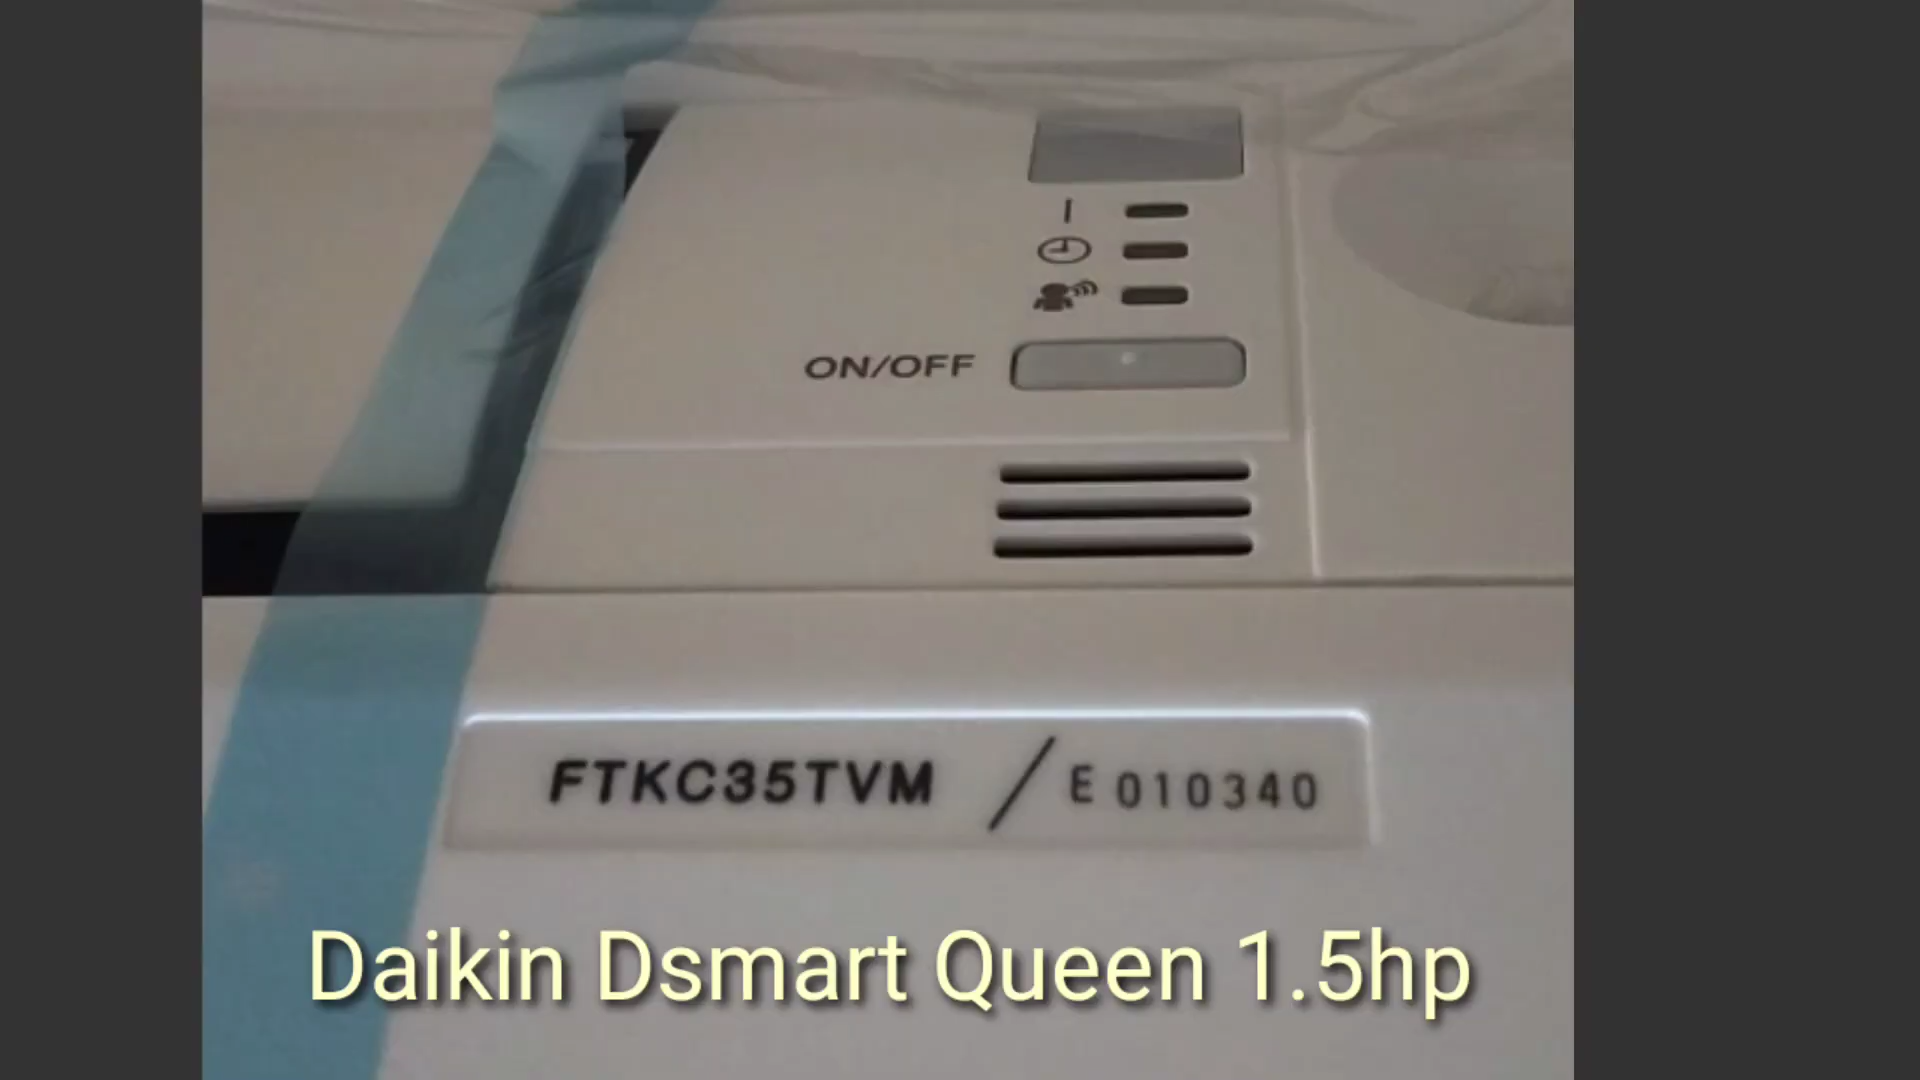 I
ON/OFF
FTKC35TVM / E 010340
Daikin Dsmart Queen 1.5hp